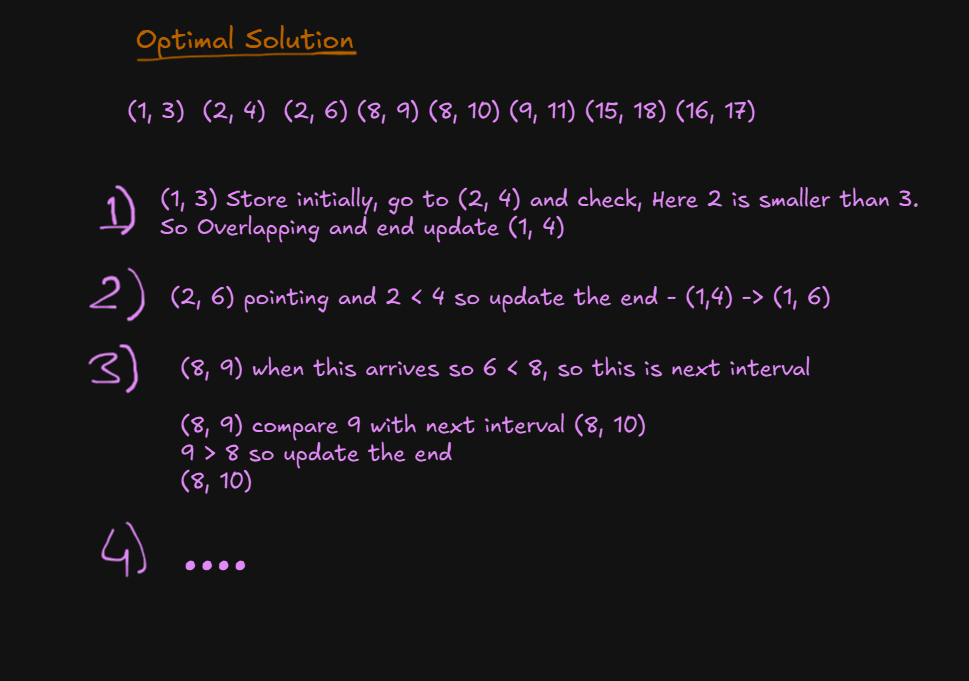 Optimal Solution
(1, 3) (2, 4) (2, 6) (8, 9) (8, 10) (9, 11) (15, 18) (16, 17)
1) (1, 3) Store initially, go to (2, 4) and check, Here 2 is smaller than 3.
So Overlapping and end update (1, 4)
2) (2, 6) pointing and 2 < 4 so update the end - (1,4) -> (1, 6)
3) (8, 9) when this arrives so 6 < 8, so this is next interval
(8, 9) compare 9 with next interval (8, 10)
9 > 8 so update the end
(8, 10)
4) ....